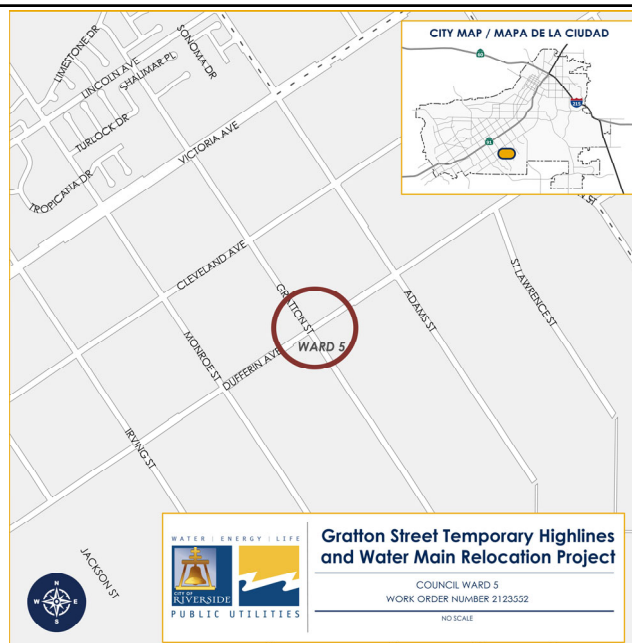 CITY MAP / MAPA DE LA CIUDAD
60
215
91
LIMESTONE DR
LINCOLN AVE
SHALIMAR PL
SONOMA DR
TURLOCK DR
VICTORIA AVE
TROPICANA DR
CLEVELAND AVE
GRATTON ST
ADAMS ST
ST LAWRENCE ST
MONROE ST
WARD 5
DUFFERIN AVE
IRVING ST
JACKSON ST
N
W
E
S
WATER | ENERGY | LIFE
CITY OF
RIVERSIDE
PUBLIC UTILITIES
Gratton Street Temporary Highlines
and Water Main Relocation Project
COUNCIL WARD 5
WORK ORDER NUMBER 2123552
NO SCALE